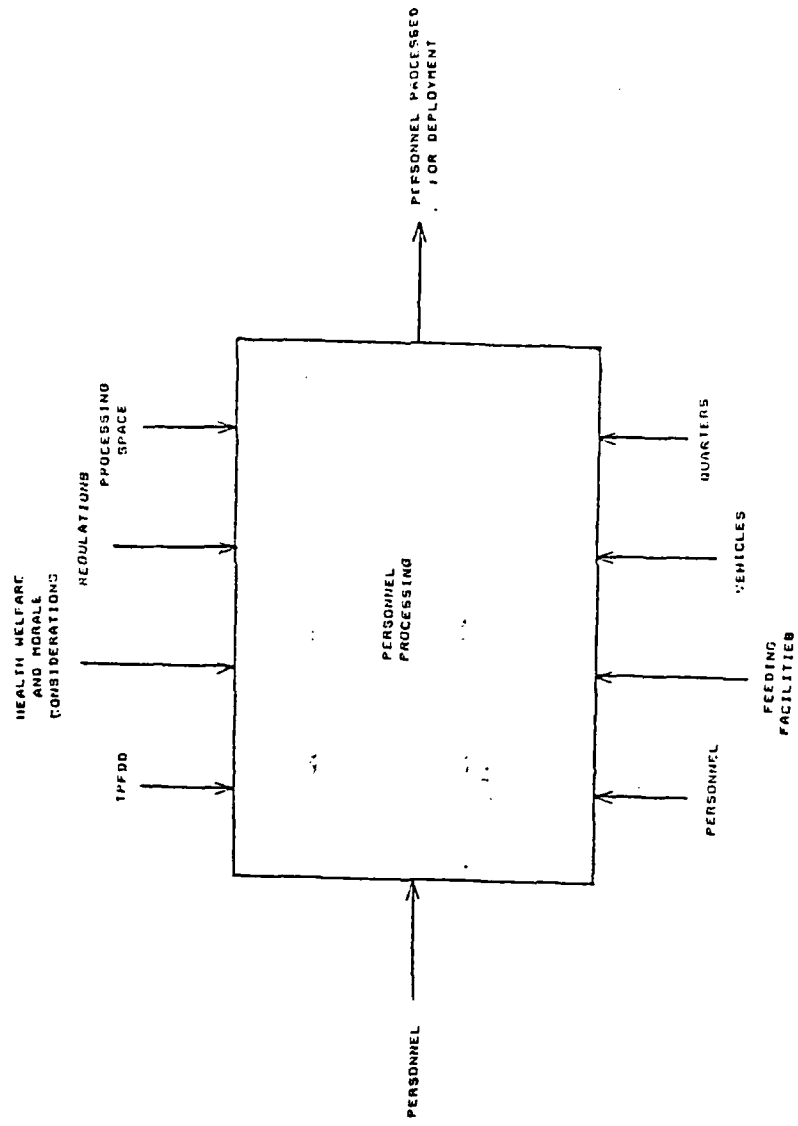 HEALTH WELFARE
AND MORALE
CONSIDERATIONS
TPFDD
REGULATIONS
PROCESSING
SPACE
PERSONNEL
PERSONNEL
PROCESSING
PERSONNEL PROCESSED
FOR DEPLOYMENT
PERSONNEL
FEEDING
FACILITIES
VEHICLES
QUARTERS